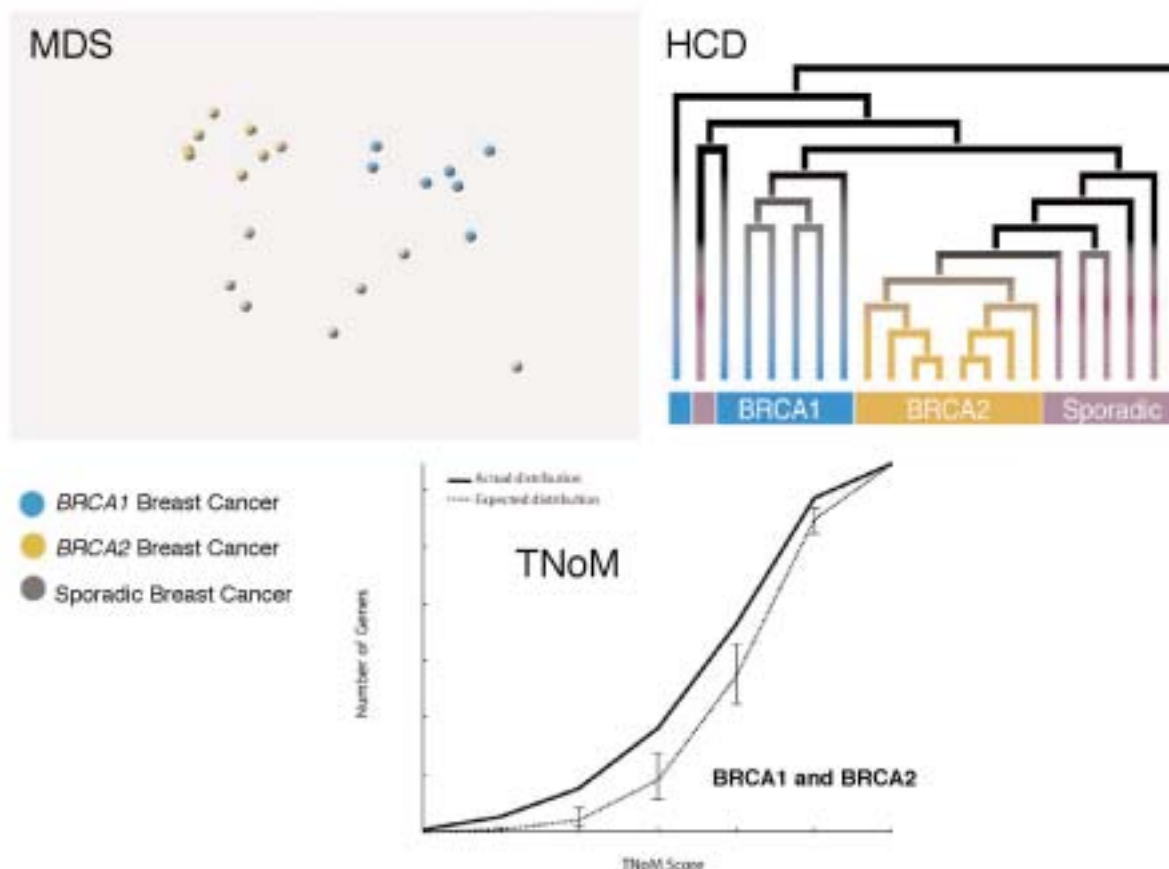 MDS
HCD
BRCA1
BRCA2
Sporadic
BRCA1 Breast Cancer
BRCA2 Breast Cancer
Sporadic Breast Cancer
Actual distribution
Expected distribution
TNoM
Number of Genes
BRCA1 and BRCA2
TNoM Score